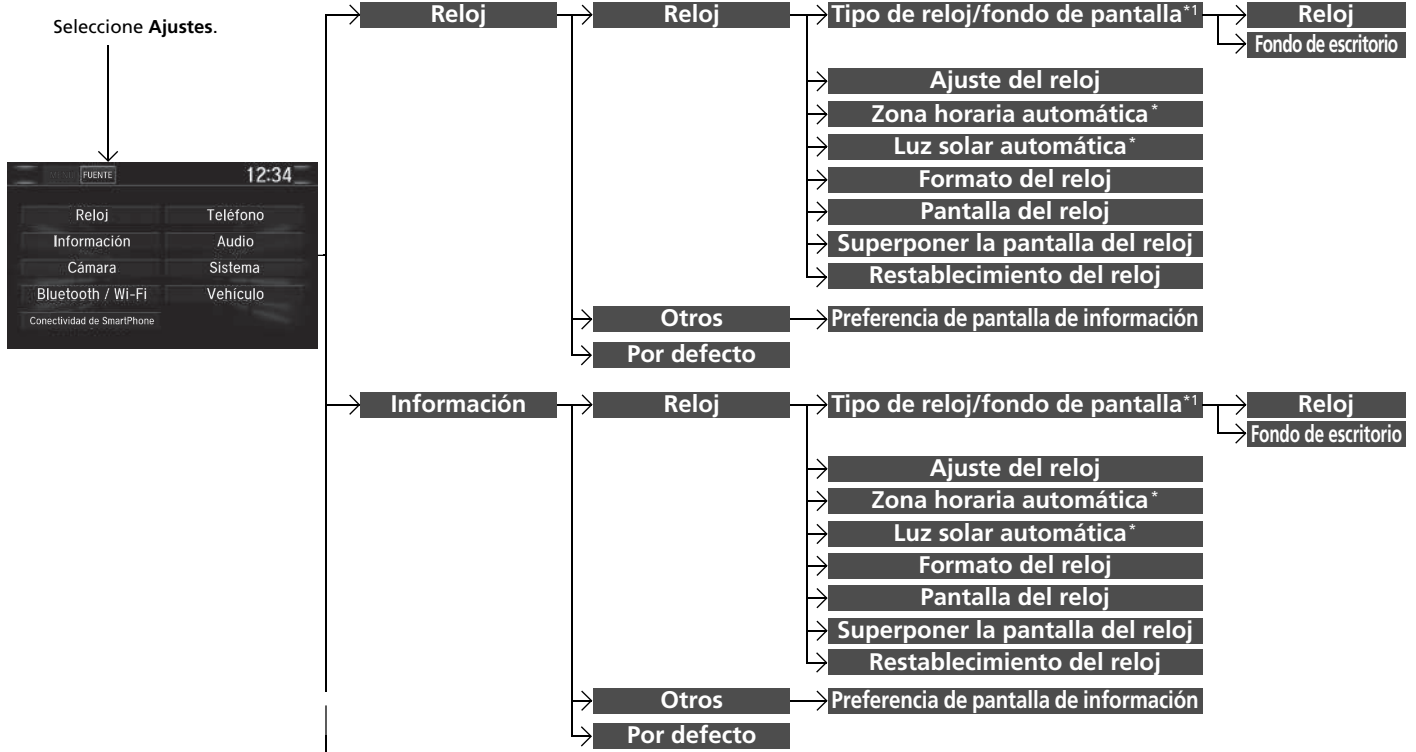 Seleccione Ajustes.
MENÚ FUENTE 12:34
Reloj Teléfono
Información Audio
Cámara Sistema
Bluetooth / Wi-Fi Vehículo
Conectividad de SmartPhone
Reloj Reloj Tipo de reloj/fondo de pantalla*1 Reloj
Fondo de escritorio
Ajuste del reloj
Zona horaria automática*
Luz solar automática*
Formato del reloj
Pantalla del reloj
Superponer la pantalla del reloj
Restablecimiento del reloj
Otros Preferencia de pantalla de información
Por defecto
Información Reloj Tipo de reloj/fondo de pantalla*1 Reloj
Fondo de escritorio
Ajuste del reloj
Zona horaria automática*
Luz solar automática*
Formato del reloj
Pantalla del reloj
Superponer la pantalla del reloj
Restablecimiento del reloj
Otros Preferencia de pantalla de información
Por defecto